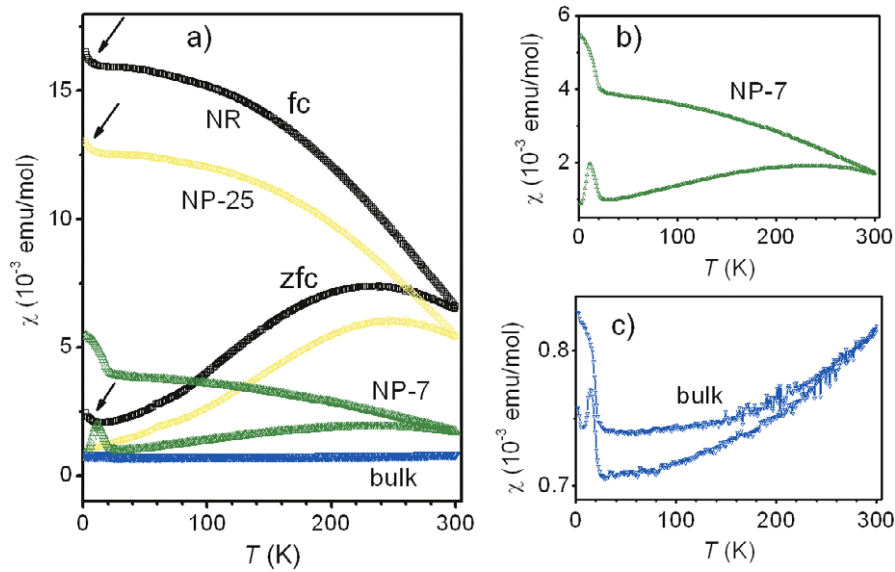 a)
fc
NR
NP-25
zfc
NP-7
bulk
15
10
5
0
χ (10⁻³ emu/mol)
0
100
200
300
T (K)
b)
NP-7
6
4
2
χ (10⁻³ emu/mol)
0
100
200
300
T (K)
c)
bulk
0.8
0.7
χ (10⁻³ emu/mol)
0
100
200
300
T (K)